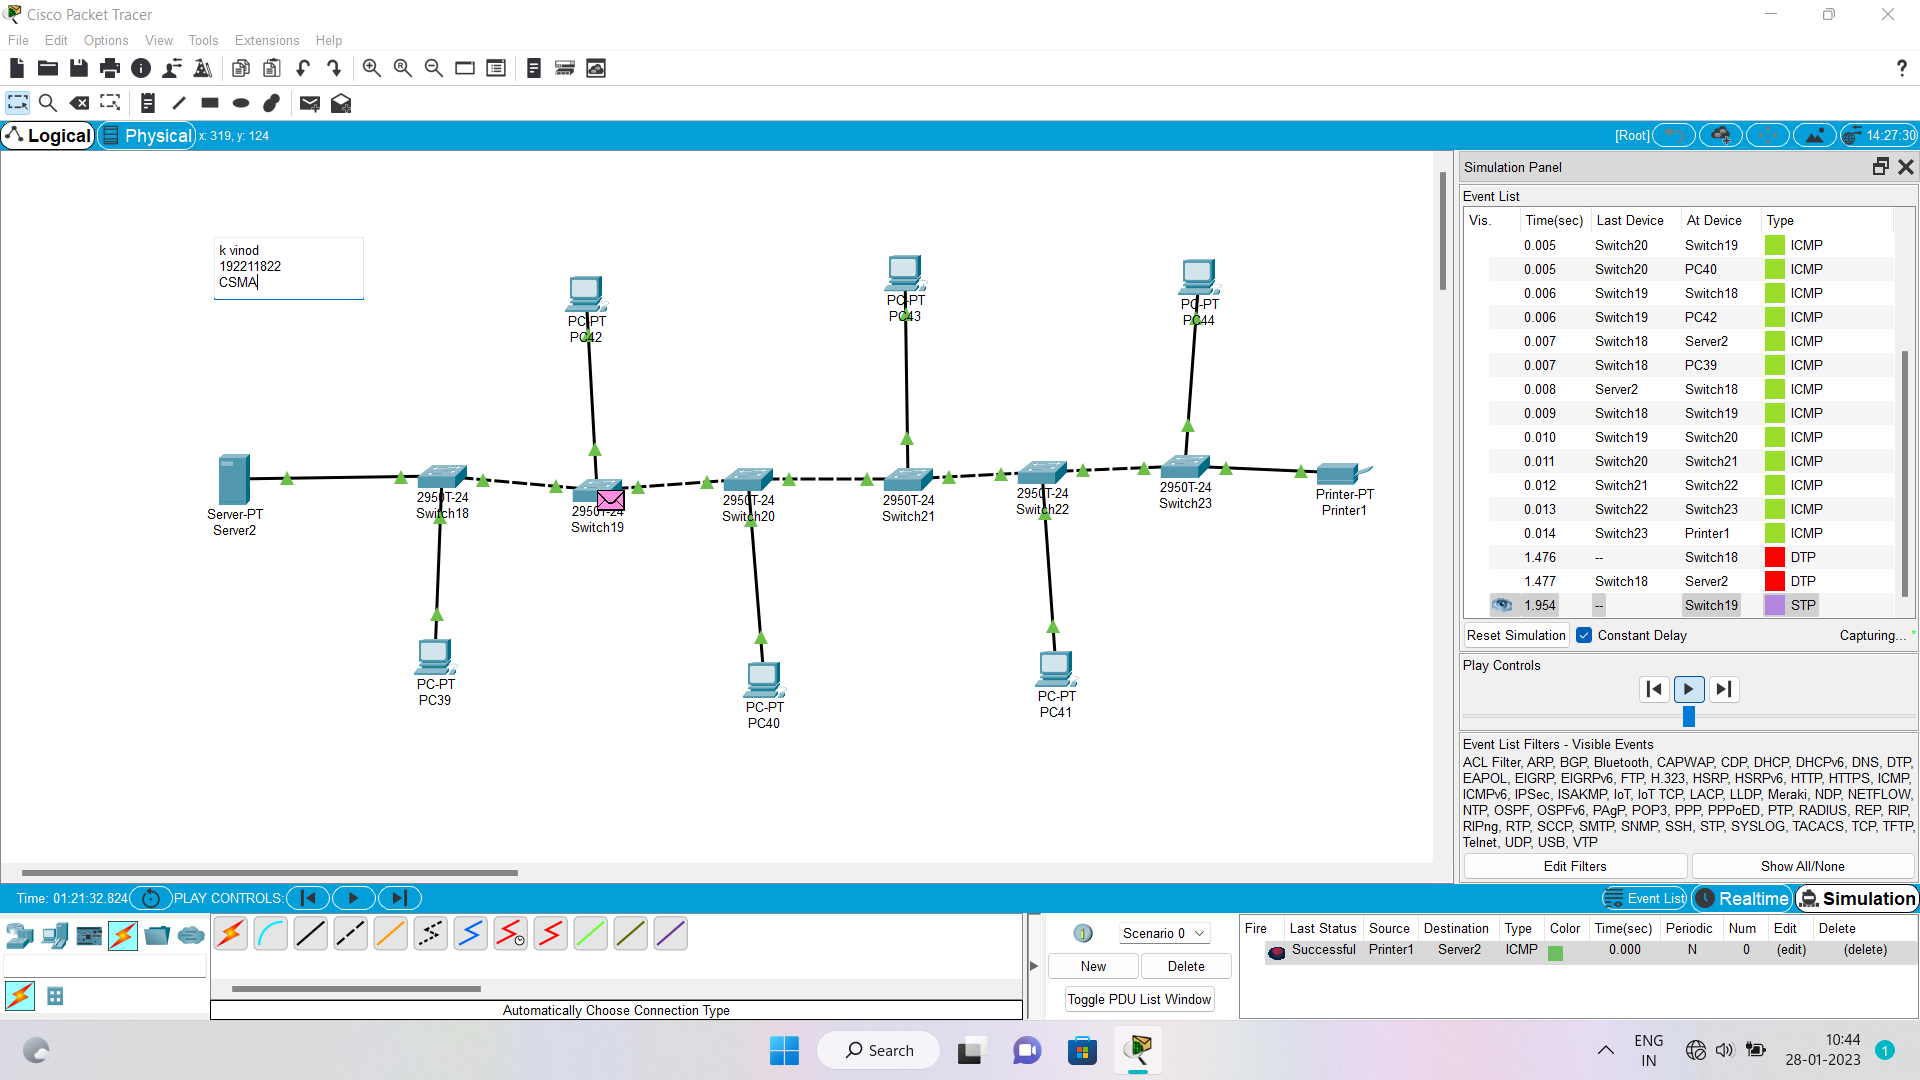 Cisco Packet Tracer
File Edit Options View Tools Extensions Help
?
Logical Physical x: 319, y: 124 [Root] 14:27:30
k vinod
192211822
CSMA
PC-PT
PC42
PC-PT
PC43
PC-PT
PC44
Server-PT
Server2
2950T-24
Switch18
2950T-24
Switch19
2950T-24
Switch20
2950T-24
Switch21
2950T-24
Switch22
2950T-24
Switch23
Printer-PT
Printer1
PC-PT
PC39
PC-PT
PC40
PC-PT
PC41
Simulation Panel
Event List
Vis. Time(sec) Last Device At Device Type
0.005 Switch20 Switch19 ICMP
0.005 Switch20 PC40 ICMP
0.006 Switch19 Switch18 ICMP
0.006 Switch19 PC42 ICMP
0.007 Switch18 Server2 ICMP
0.007 Switch18 PC39 ICMP
0.008 Server2 Switch18 ICMP
0.009 Switch18 Switch19 ICMP
0.010 Switch19 Switch20 ICMP
0.011 Switch20 Switch21 ICMP
0.012 Switch21 Switch22 ICMP
0.013 Switch22 Switch23 ICMP
0.014 Switch23 Printer1 ICMP
1.476 -- Switch18 DTP
1.477 Switch18 Server2 DTP
1.954 -- Switch19 STP
Reset Simulation Constant Delay Capturing... *
Play Controls
Event List Filters - Visible Events
ACL Filter, ARP, BGP, Bluetooth, CAPWAP, CDP, DHCP, DHCPv6, DNS, DTP,
EAPOL, EIGRP, EIGRPv6, FTP, H.323, HSRP, HSRPv6, HTTP, HTTPS, ICMP,
ICMPv6, IPSec, ISAKMP, IoT, IoT TCP, LACP, LLDP, Meraki, NDP, NETFLOW,
NTP, OSPF, OSPFv6, PAgP, POP3, PPP, PPPoED, PTP, RADIUS, REP, RIP,
RIPng, RTP, SCCP, SMTP, SNMP, SSH, STP, SYSLOG, TACACS, TCP, TFTP,
Telnet, UDP, USB, VTP
Edit Filters Show All/None
Time: 01:21:32.824 PLAY CONTROLS: Event List Realtime Simulation
Automatically Choose Connection Type
1 Scenario 0
New Delete
Toggle PDU List Window
Fire Last Status Source Destination Type Color Time(sec) Periodic Num Edit Delete
Successful Printer1 Server2 ICMP 0.000 N 0 (edit) (delete)
Search
ENG
IN
10:44
28-01-2023
1